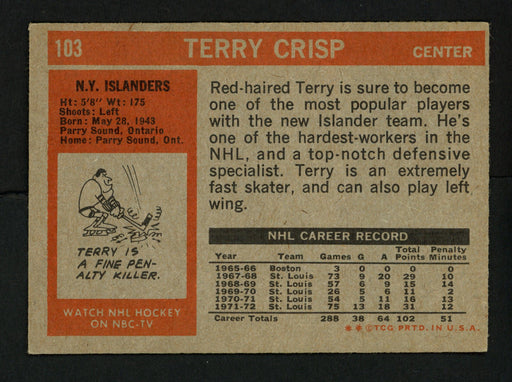 103 TERRY CRISP CENTER
N.Y. ISLANDERS
Ht: 5'8" Wt: 175
Shoots: Left
Born: May 28, 1943
Parry Sound, Ontario
Home: Parry Sound, Ont.
TERRY IS
A FINE PEN-
ALTY KILLER.
WATCH NHL HOCKEY
ON NBC-TV
Red-haired Terry is sure to become
one of the most popular players
with the new Islander team. He's
one of the hardest-workers in the
NHL, and a top-notch defensive
specialist. Terry is an extremely
fast skater, and can also play left
wing.
NHL CAREER RECORD
Year Team Games G A Total Points Penalty Minutes
1965-66 Boston 3 0 0 0 0
1967-68 St. Louis 73 9 20 29 10
1968-69 St. Louis 57 6 9 15 14
1969-70 St. Louis 26 5 6 11 2
1970-71 St. Louis 54 5 11 16 13
1971-72 St. Louis 75 13 18 31 12
Career Totals 288 38 64 102 51
**©TCG PRTD. IN U.S.A.